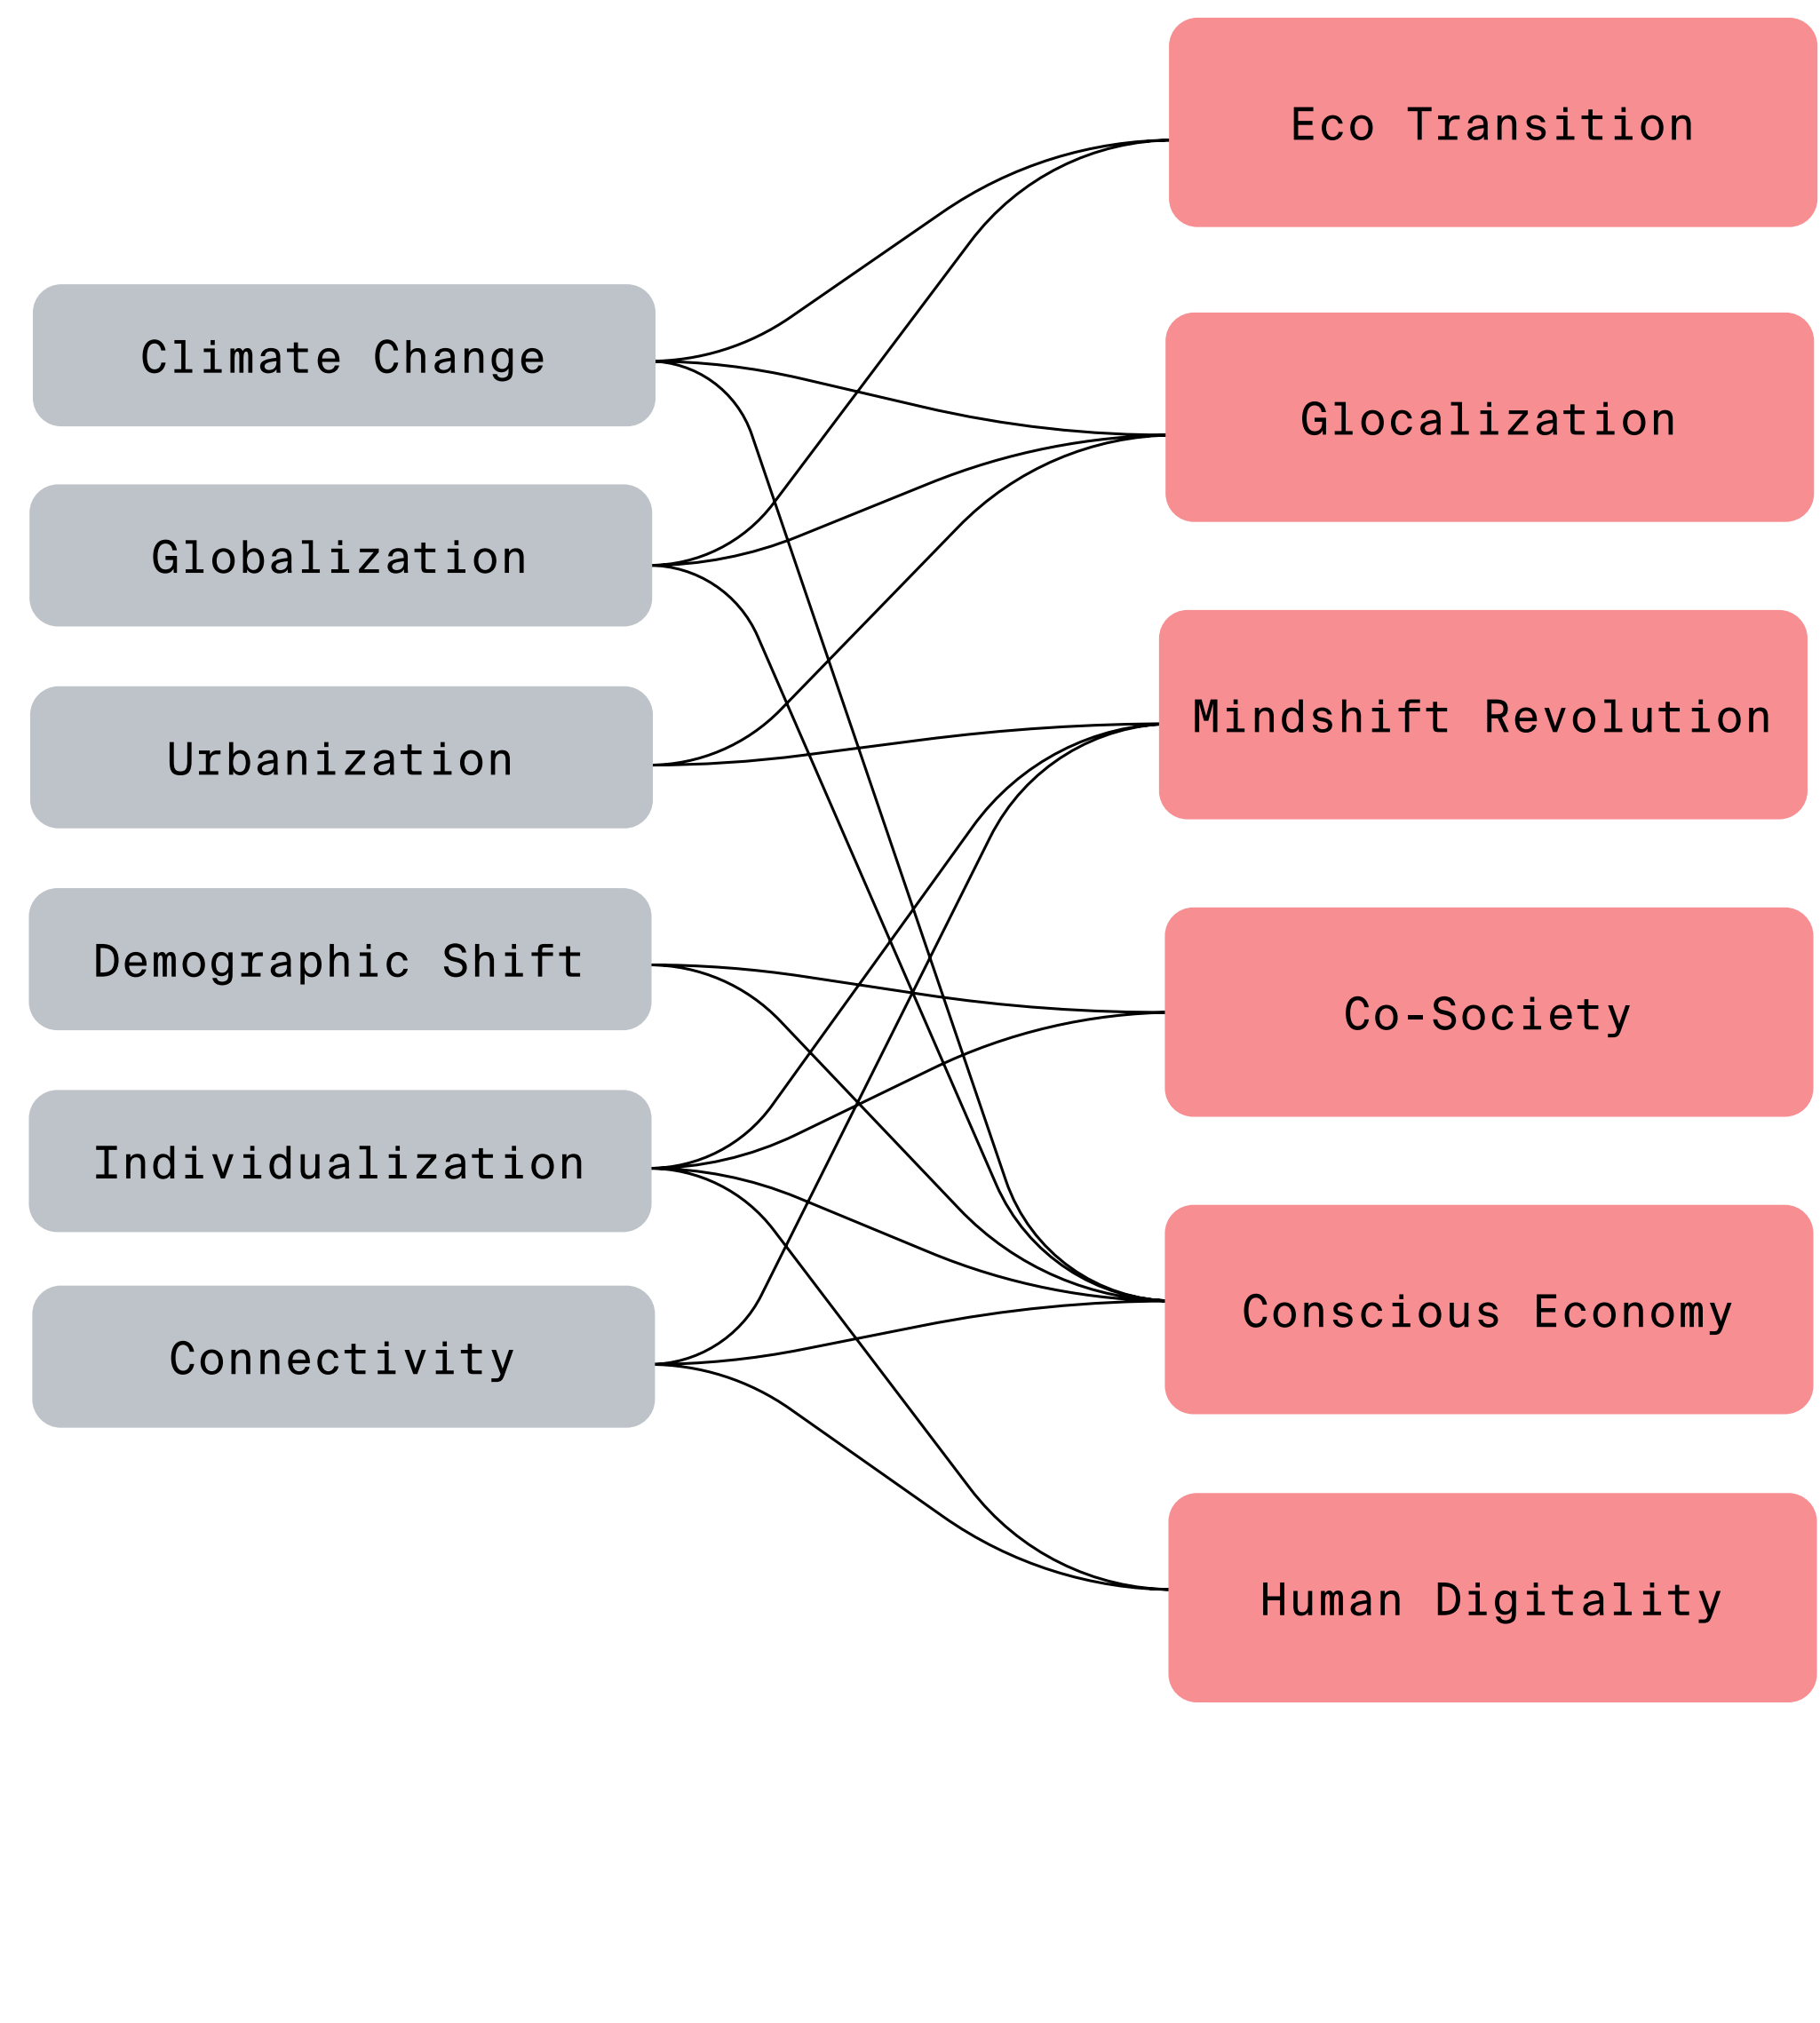 Climate Change
Globalization
Urbanization
Demographic Shift
Individualization
Connectivity
Eco Transition
Glocalization
Mindshift Revolution
Co-Society
Conscious Economy
Human Digitality